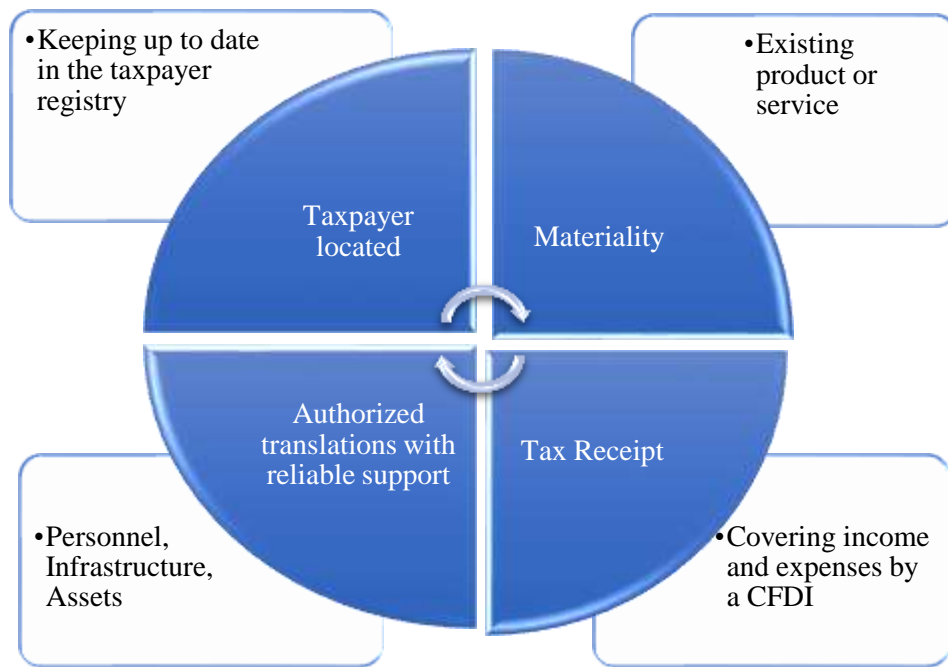 •Keeping up to date
in the taxpayer
registry
•Existing
product or
service
Taxpayer
located
Materiality
Authorized
translations with
reliable support
Tax Receipt
•Personnel,
Infrastructure,
Assets
•Covering income
and expenses by
a CFDI